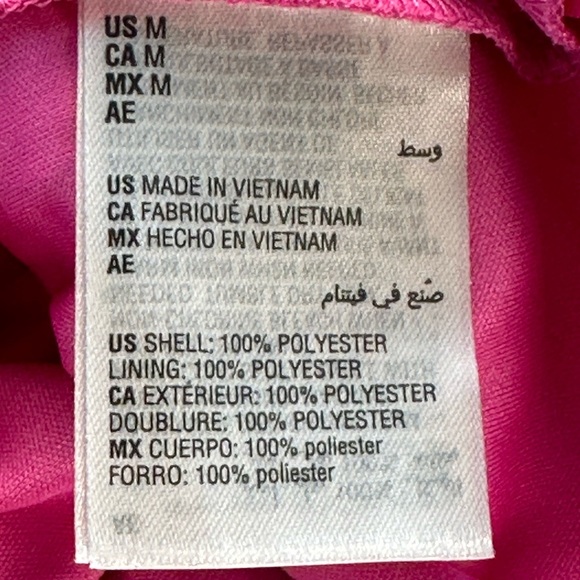 US M
CA M
MX M
AE
وسط
US MADE IN VIETNAM
CA FABRIQUÉ AU VIETNAM
MX HECHO EN VIETNAM
AE
صُنع في فيتنام
US SHELL: 100% POLYESTER
LINING: 100% POLYESTER
CA EXTÉRIEUR: 100% POLYESTER
DOUBLURE: 100% POLYESTER
MX CUERPO: 100% poliester
FORRO: 100% poliester